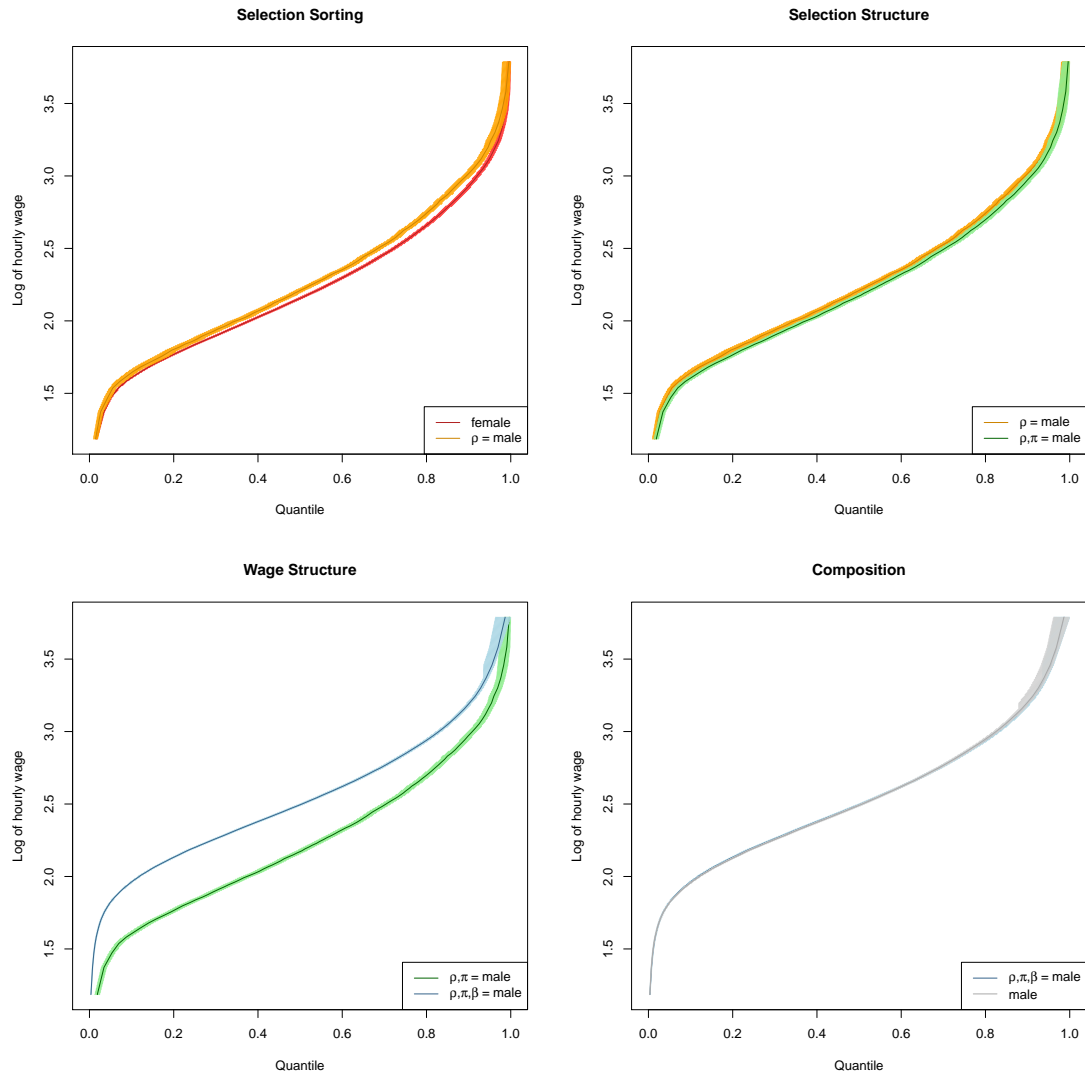 Selection Sorting
Log of hourly wage
3.5
3.0
2.5
2.0
1.5
female
ρ = male
0.0 0.2 0.4 0.6 0.8 1.0
Quantile
Selection Structure
Log of hourly wage
3.5
3.0
2.5
2.0
1.5
ρ = male
ρ,π = male
0.0 0.2 0.4 0.6 0.8 1.0
Quantile
Wage Structure
Log of hourly wage
3.5
3.0
2.5
2.0
1.5
ρ,π = male
ρ,π,β = male
0.0 0.2 0.4 0.6 0.8 1.0
Quantile
Composition
Log of hourly wage
3.5
3.0
2.5
2.0
1.5
ρ,π,β = male
male
0.0 0.2 0.4 0.6 0.8 1.0
Quantile